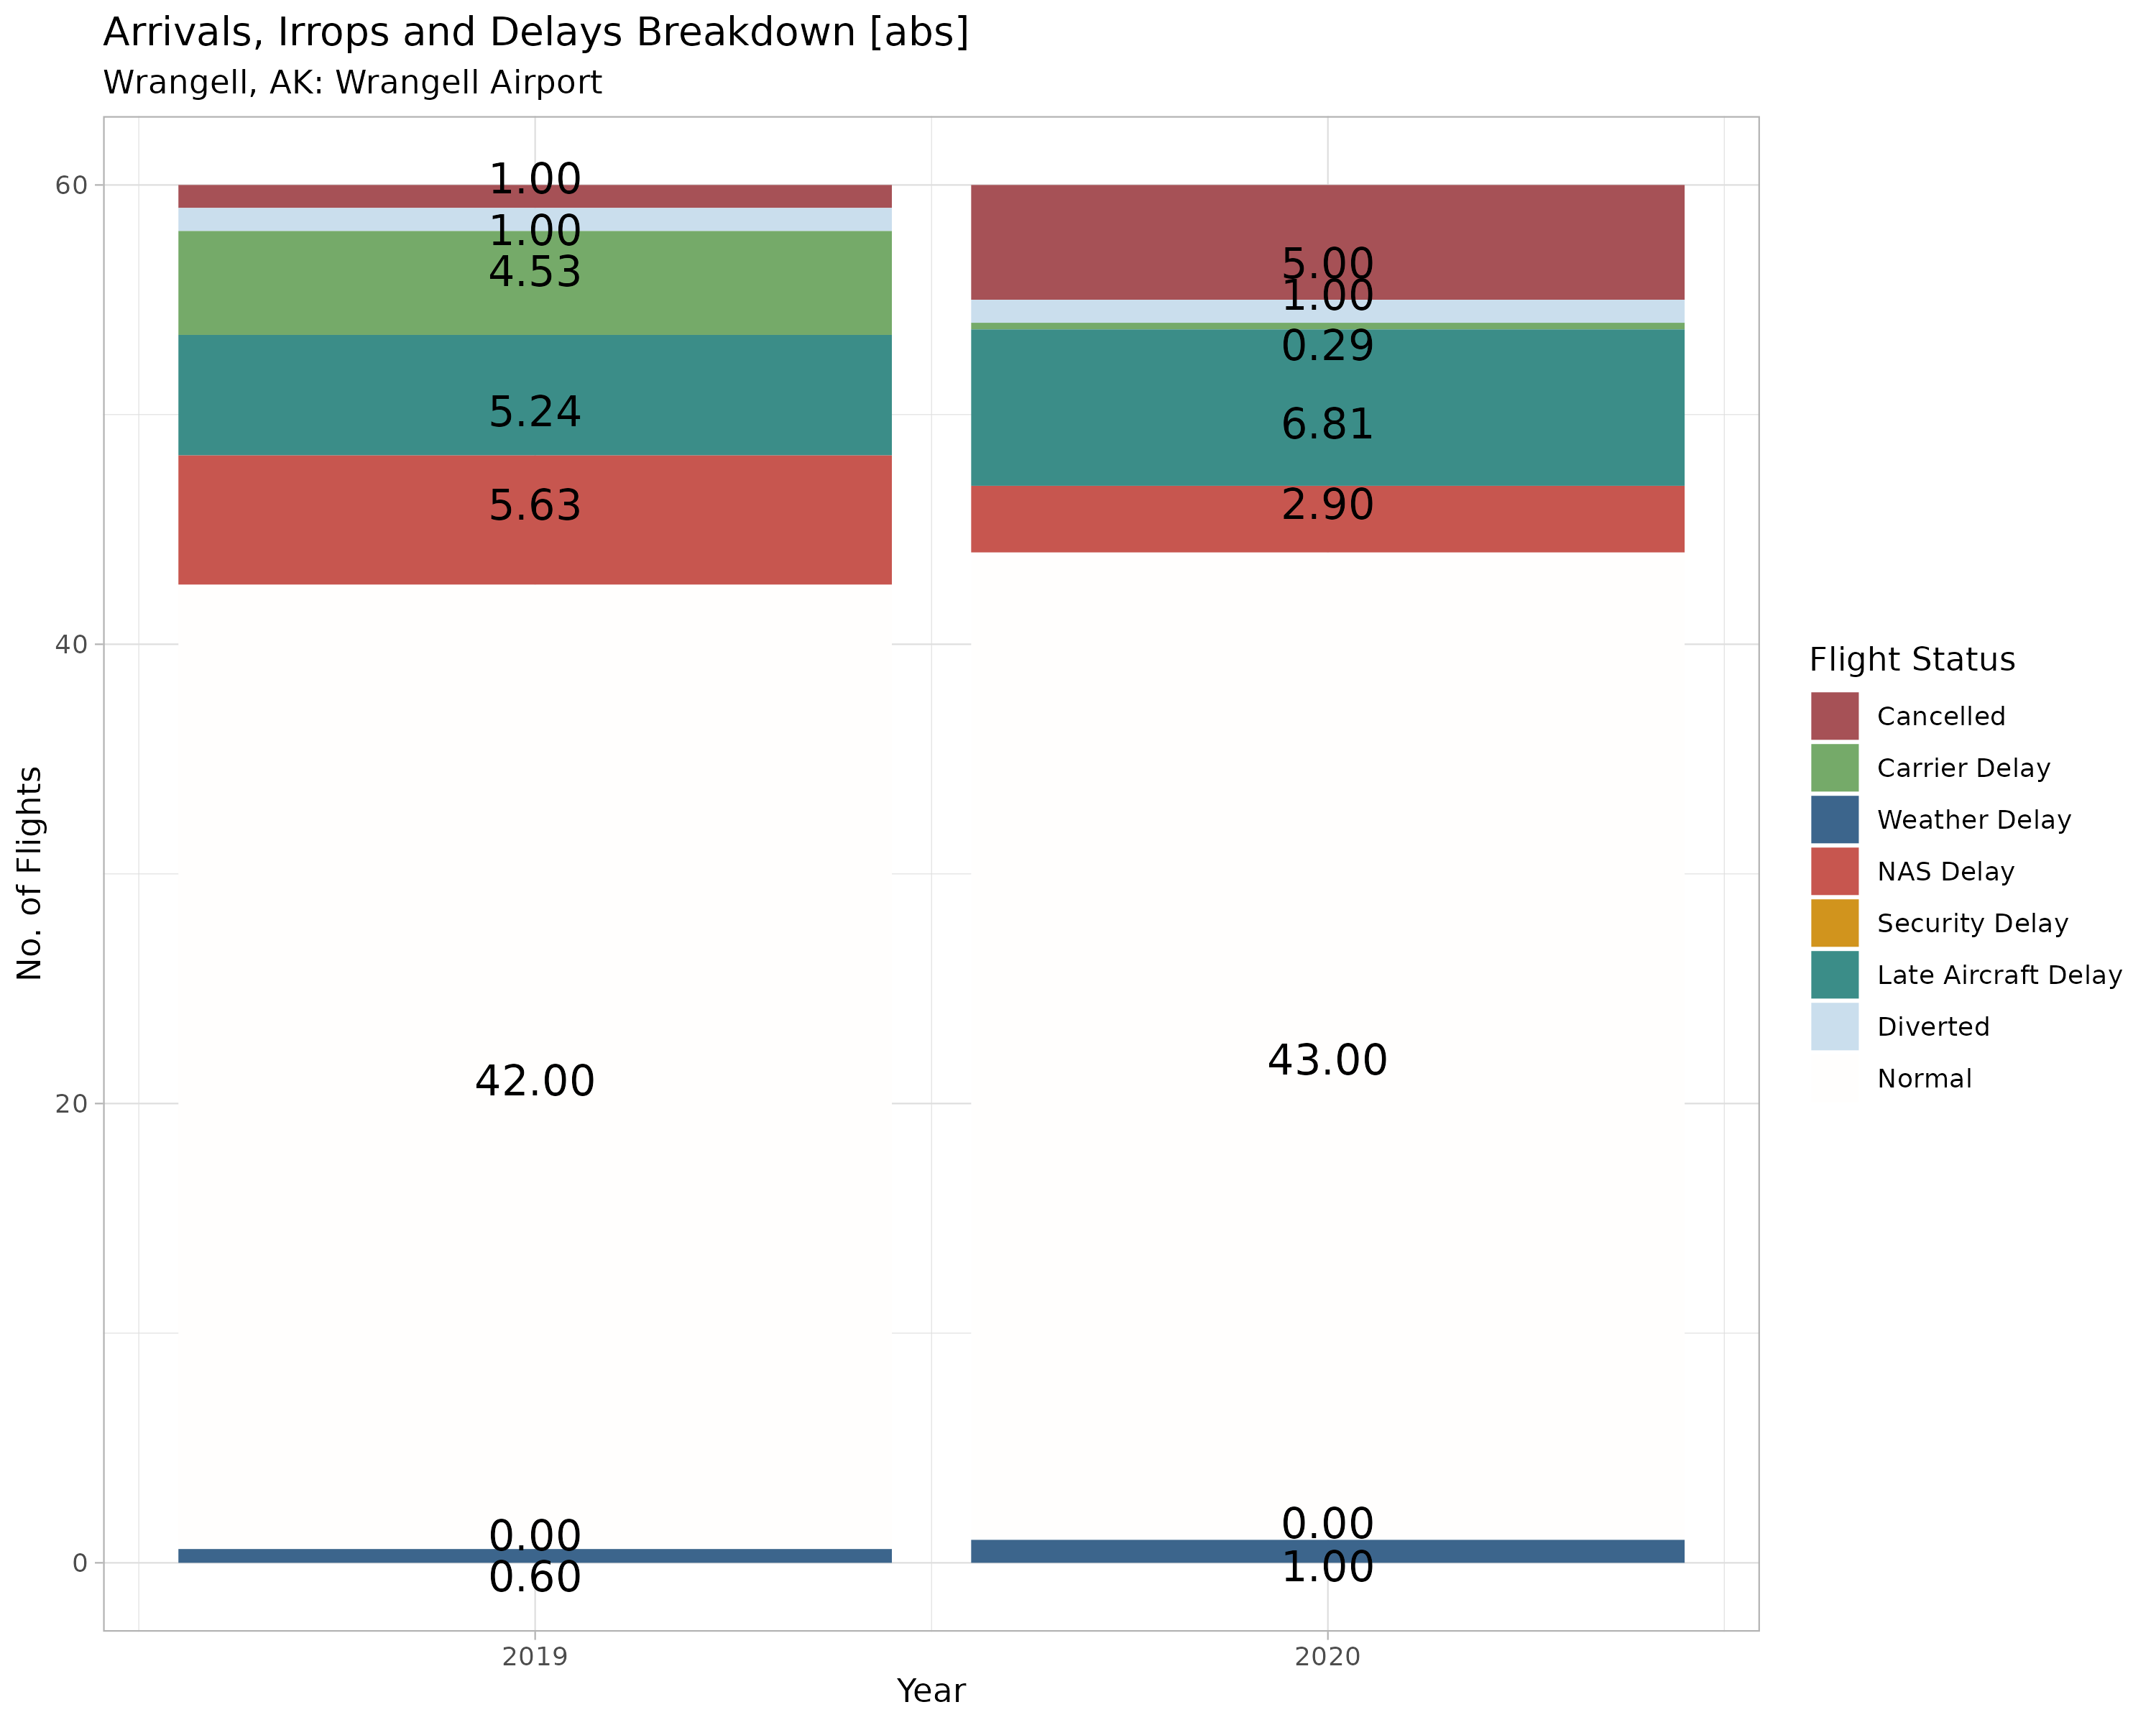 Arrivals, Irrops and Delays Breakdown [abs]
Wrangell, AK: Wrangell Airport
No. of Flights
60
40
20
0
1.00
1.00
4.53
5.24
5.63
42.00
0.00
0.60
5.00
1.00
0.29
6.81
2.90
43.00
0.00
1.00
2019
2020
Year
Flight Status
Cancelled
Carrier Delay
Weather Delay
NAS Delay
Security Delay
Late Aircraft Delay
Diverted
Normal